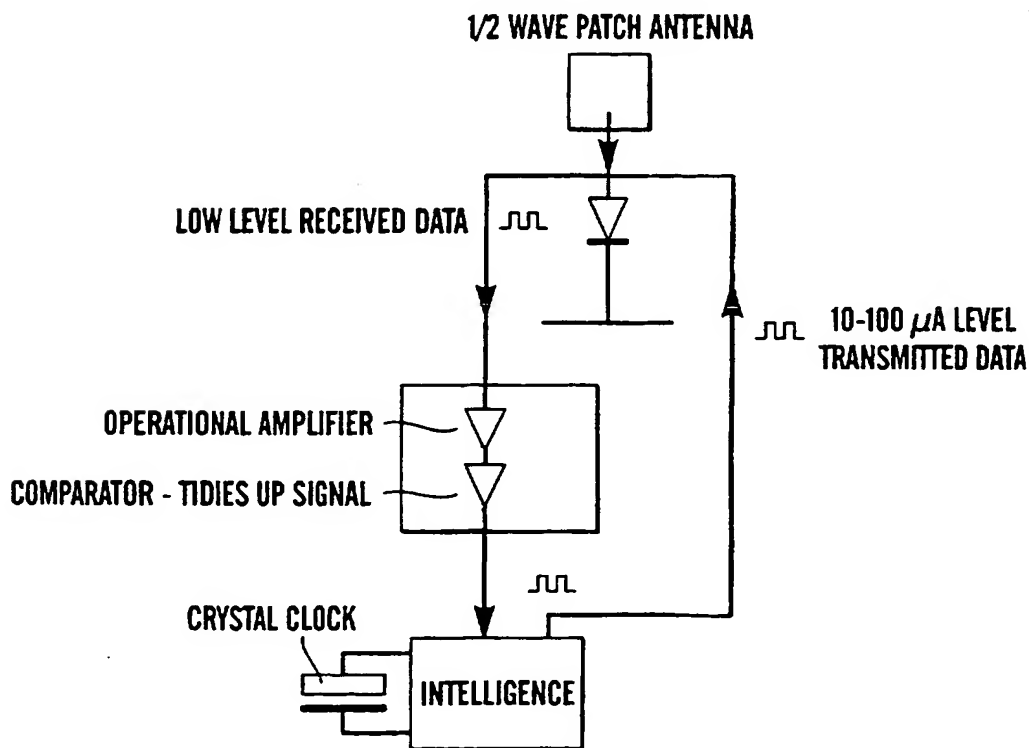 1/2 WAVE PATCH ANTENNA
LOW LEVEL RECEIVED DATA
10-100 μA LEVEL
TRANSMITTED DATA
OPERATIONAL AMPLIFIER
COMPARATOR - TIDIES UP SIGNAL
CRYSTAL CLOCK
INTELLIGENCE